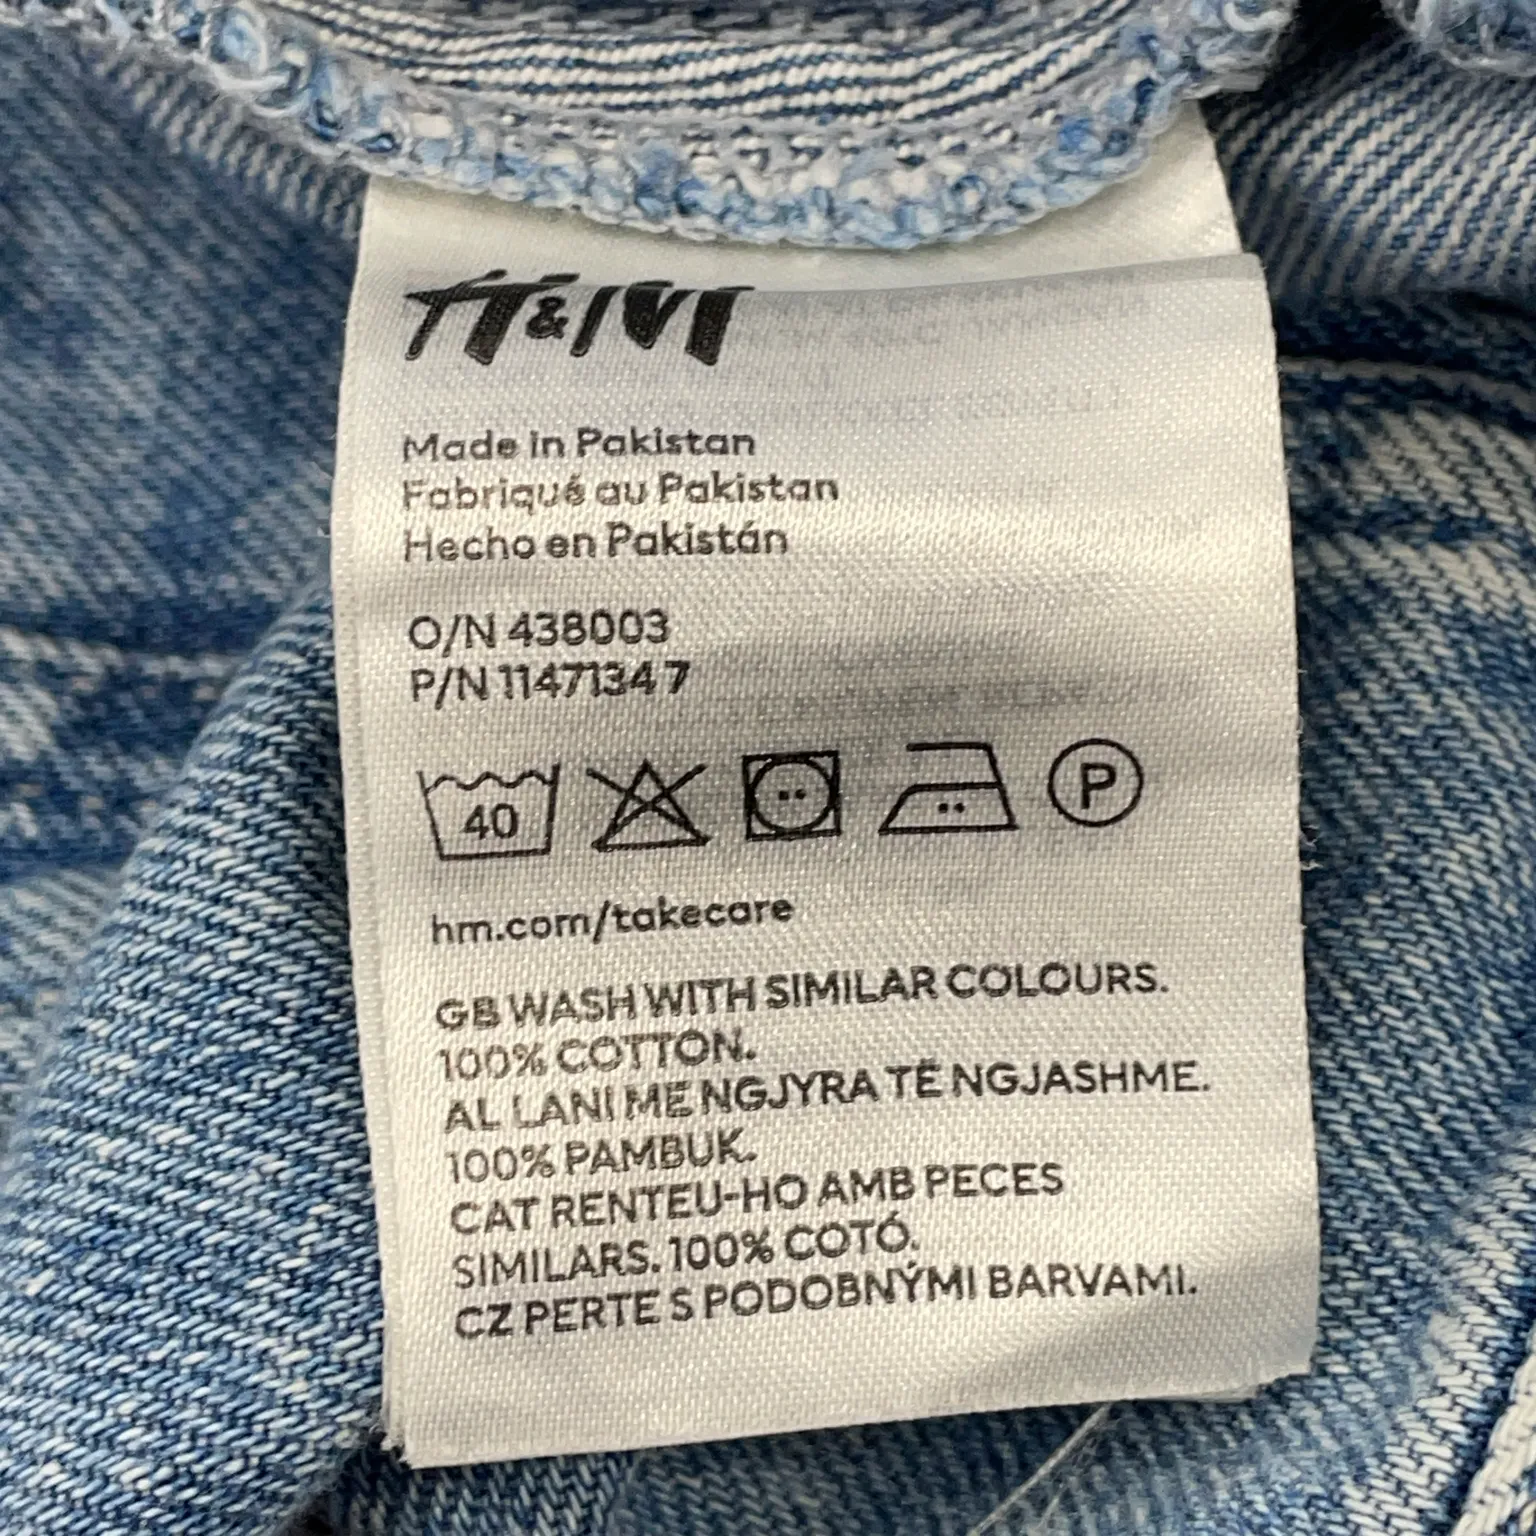 H&M
Made in Pakistan
Fabriqué au Pakistan
Hecho en Pakistán
O/N 438003
P/N 11471347
40
P
hm.com/takecare
GB WASH WITH SIMILAR COLOURS.
100% COTTON.
AL LANI ME NGJYRA TË NGJASHME.
100% PAMBUK.
CAT RENTEU-HO AMB PECES
SIMILARS. 100% COTÓ.
CZ PERTE S PODOBNÝMI BARVAMI.